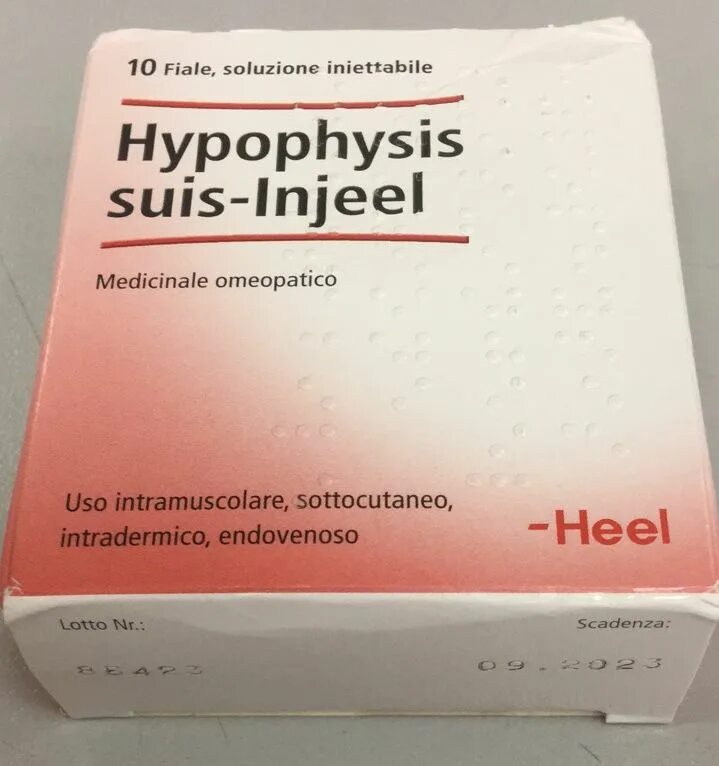 10 Fiale, soluzione iniettabile
Hypophysis
suis-Injeel
Medicinale omeopatico
Uso intramuscolare, sottocutaneo,
intradermico, endovenoso
-Heel
Lotto Nr.:
Scadenza:
09.2023